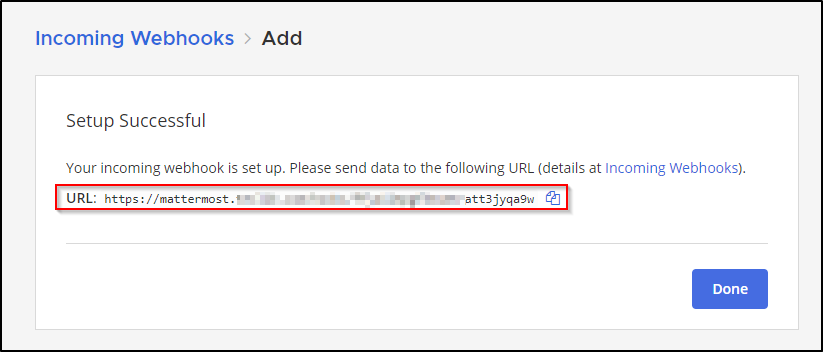 Incoming Webhooks > Add
Setup Successful
Your incoming webhook is set up. Please send data to the following URL (details at Incoming Webhooks).
URL: https://mattermost. att3jyqa9w
Done